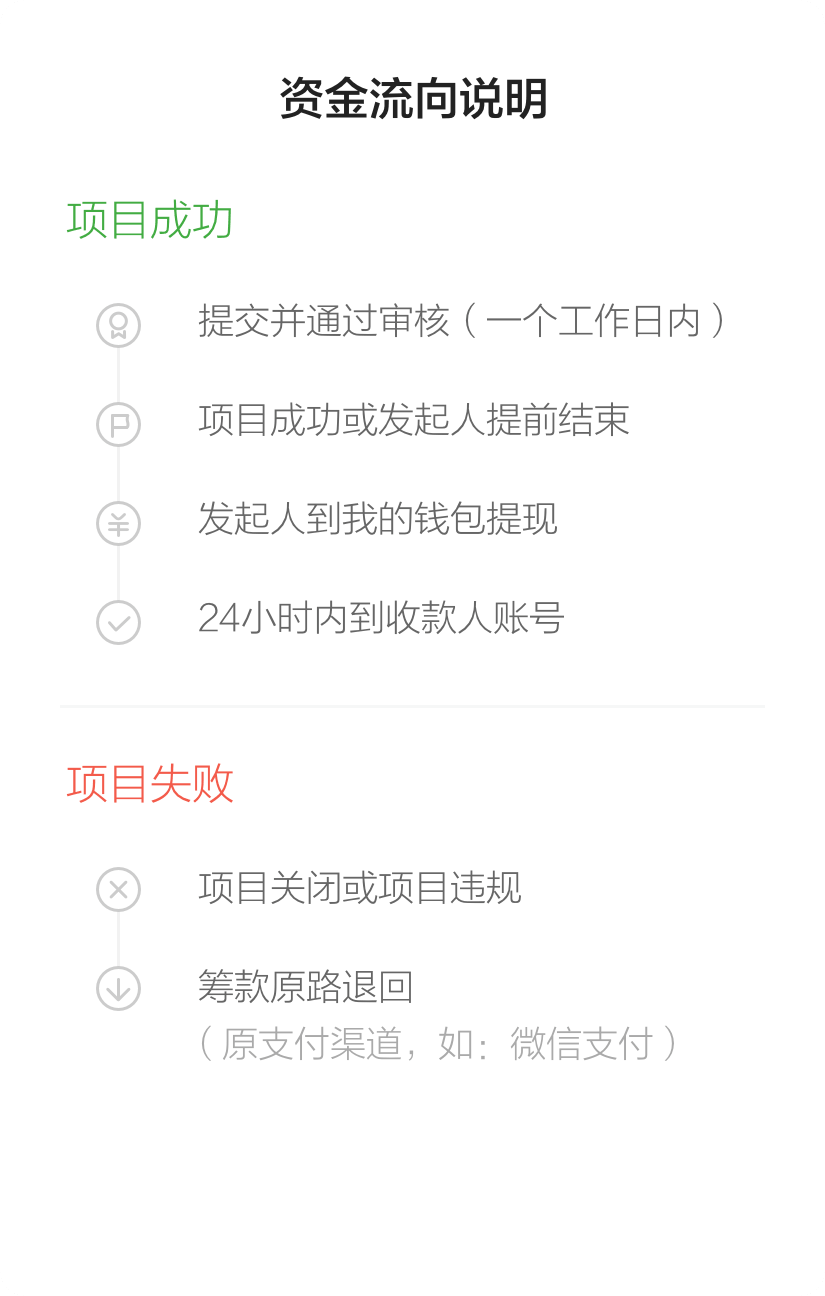 资金流向说明
项目成功
提交并通过审核（一个工作日内）
项目成功或发起人提前结束
发起人到我的钱包提现
24小时内到收款人账号
项目失败
项目关闭或项目违规
筹款原路退回
（原支付渠道，如：微信支付）